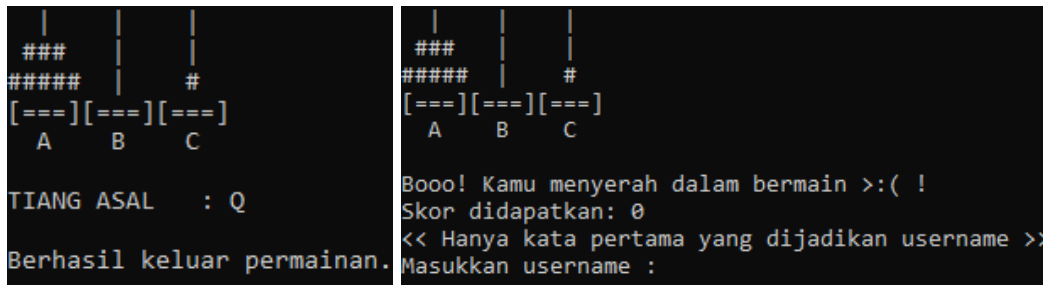 |     |     |
###    |     |
#####  |     #
[===][===][===]
A B C
TIANG ASAL : Q
Berhasil keluar permainan.
|     |     |
###    |     |
#####  |     #
[===][===][===]
A B C
Booo! Kamu menyerah dalam bermain >:( !
Skor didapatkan: 0
<< Hanya kata pertama yang dijadikan username >>
Masukkan username :